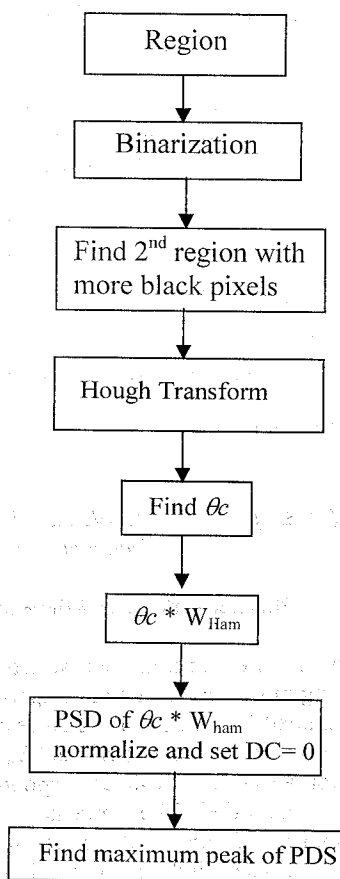 Region
Binarization
Find 2nd region with
more black pixels
Hough Transform
Find θc
θc * WHam
PSD of θc * Wham
normalize and set DC= 0
Find maximum peak of PDS